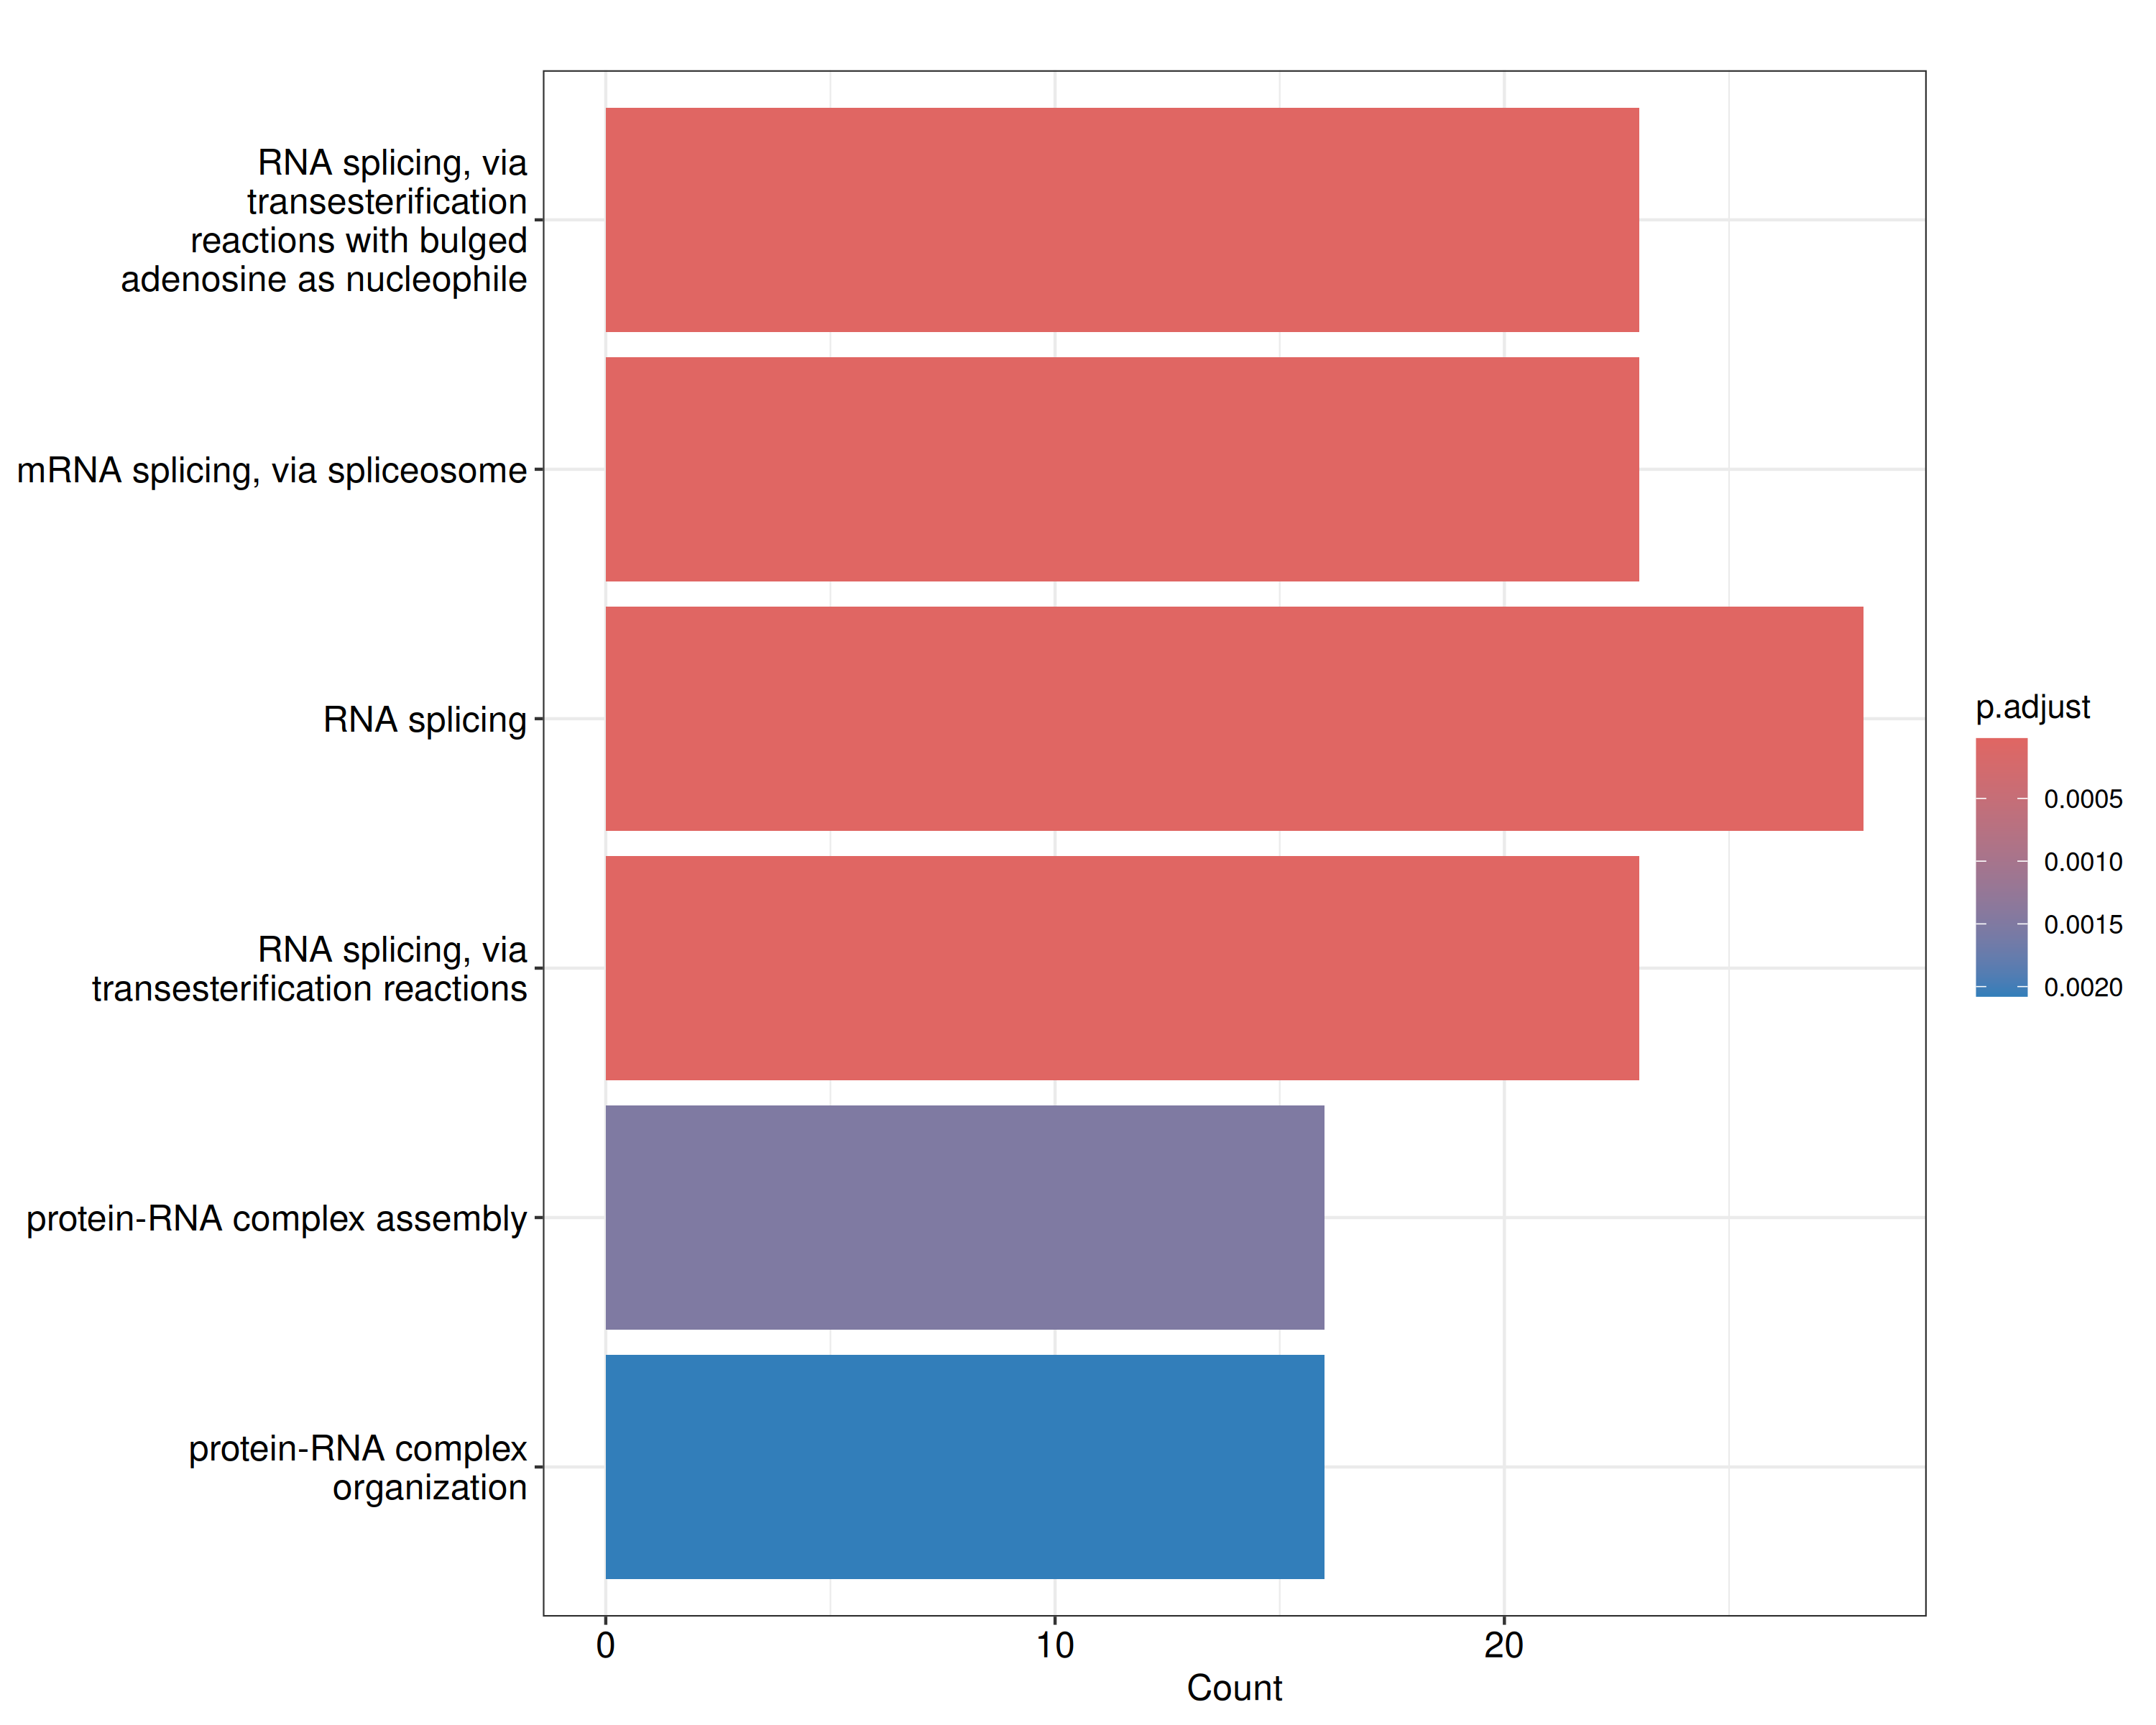 RNA splicing, via
transesterification
reactions with bulged
adenosine as nucleophile
mRNA splicing, via spliceosome
RNA splicing
RNA splicing, via
transesterification reactions
protein-RNA complex assembly
protein-RNA complex
organization
0
10
20
Count
p.adjust
0.0005
0.0010
0.0015
0.0020